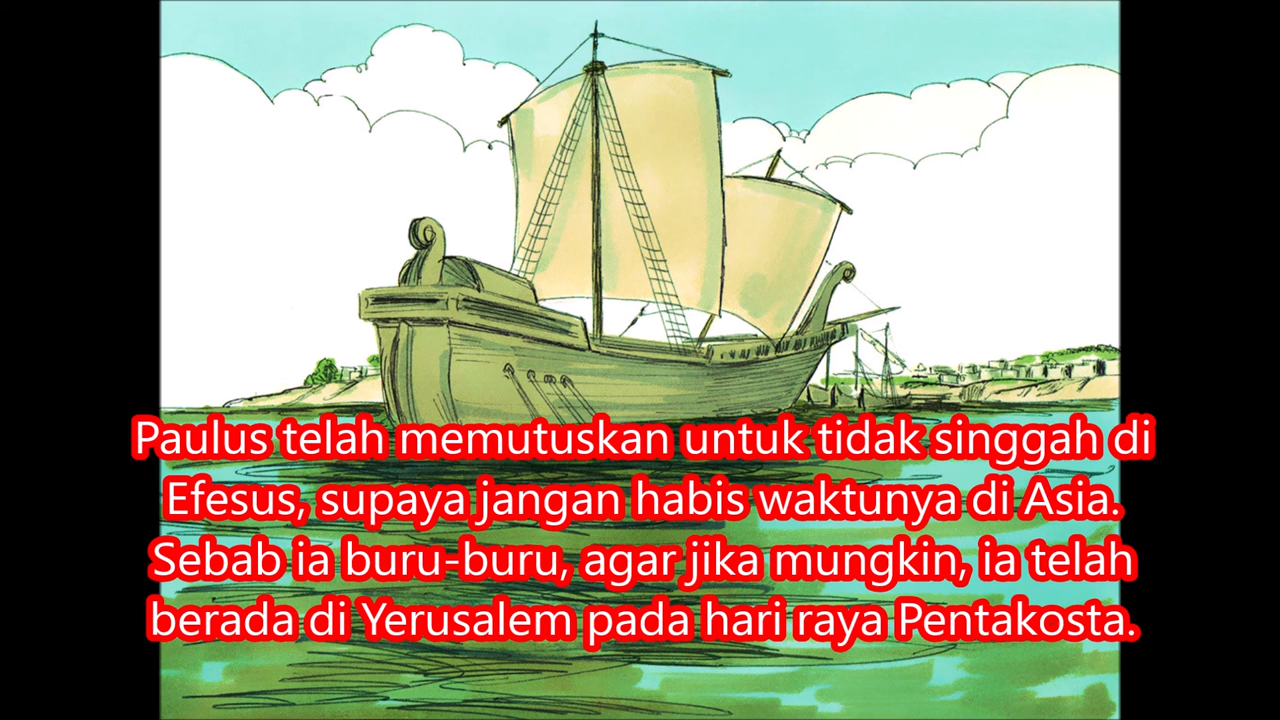 Paulus telah memutuskan untuk tidak singgah di
Efesus, supaya jangan habis waktunya di Asia.
Sebab ia buru-buru, agar jika mungkin, ia telah
berada di Yerusalem pada hari raya Pentakosta.